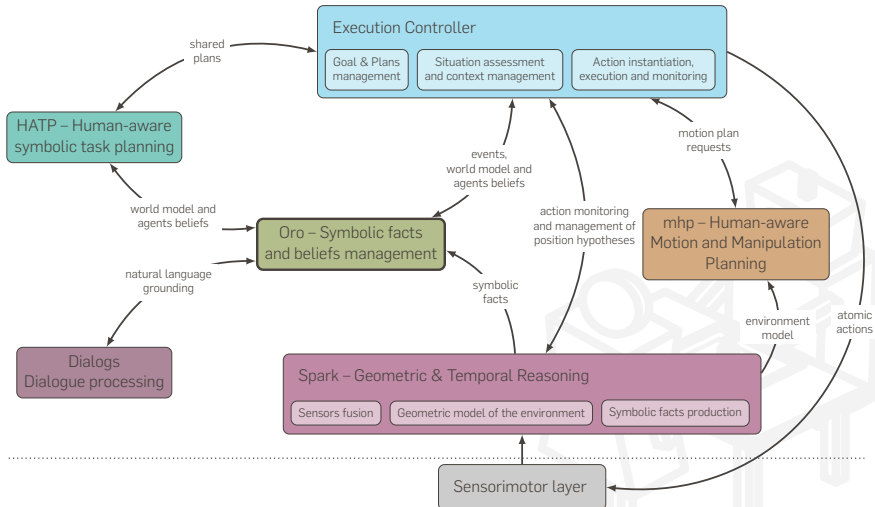 Execution Controller
Goal & Plans
management
Situation assessment
and context management
Action instantiation,
execution and monitoring
shared
plans
HATP – Human-aware
symbolic task planning
events,
world model and
agents beliefs
motion plan
requests
world model and
agents beliefs
Oro – Symbolic facts
and beliefs management
action monitoring
and management of
position hypotheses
mhp – Human-aware
Motion and Manipulation
Planning
natural language
grounding
symbolic
facts
environment
model
atomic
actions
Dialogs
Dialogue processing
Spark – Geometric & Temporal Reasoning
Sensors fusion
Geometric model of the environment
Symbolic facts production
Sensorimotor layer